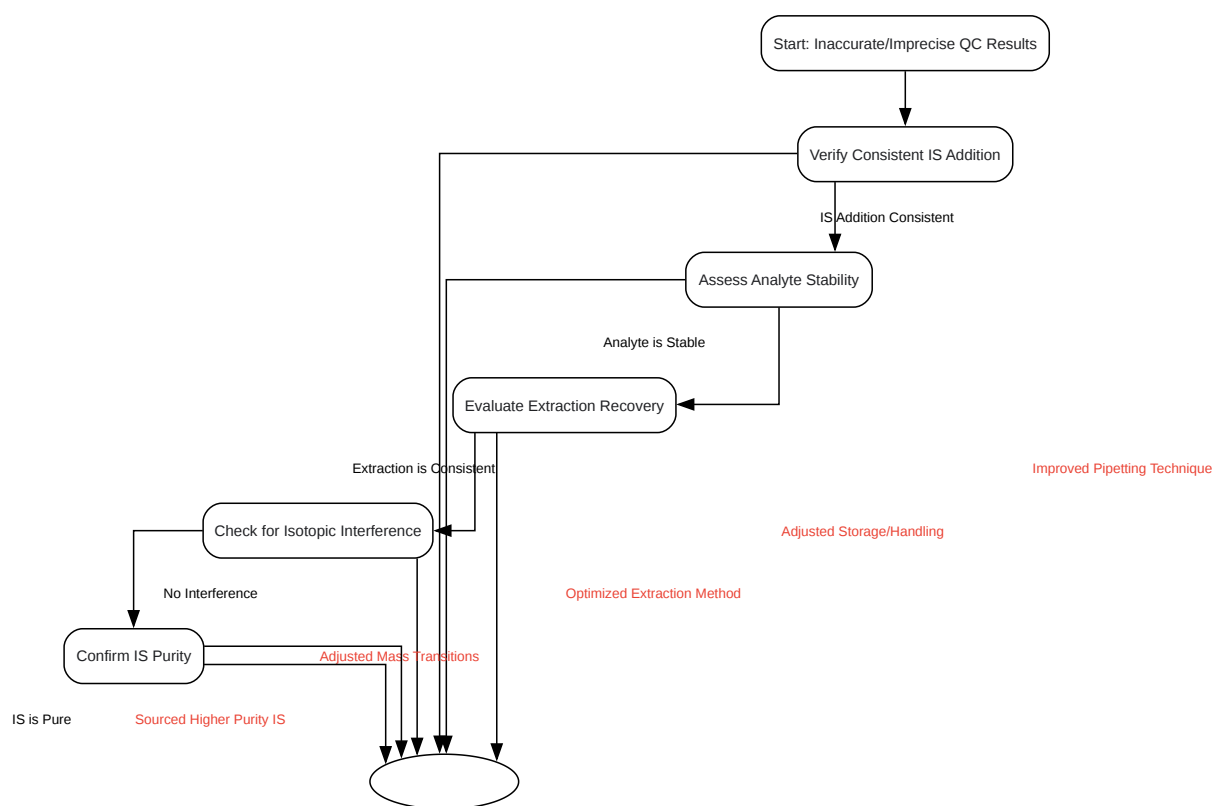 Start: Inaccurate/Imprecise QC Results
Verify Consistent IS Addition
IS Addition Consistent
Assess Analyte Stability
Analyte is Stable
Evaluate Extraction Recovery
Extraction is Consistent
Improved Pipetting Technique
Check for Isotopic Interference
Adjusted Storage/Handling
No Interference
Optimized Extraction Method
Confirm IS Purity
Adjusted Mass Transitions
IS is Pure
Sourced Higher Purity IS